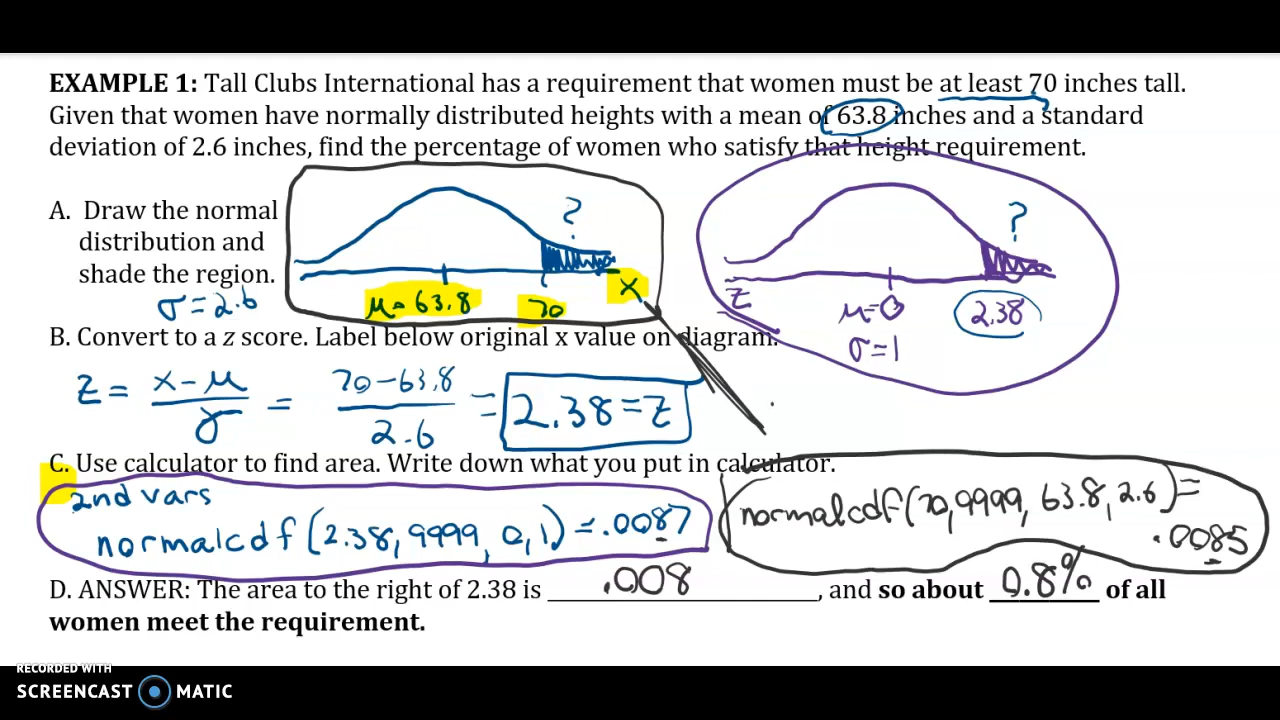 EXAMPLE 1: Tall Clubs International has a requirement that women must be at least 70 inches tall.
Given that women have normally distributed heights with a mean of 63.8 inches and a standard
deviation of 2.6 inches, find the percentage of women who satisfy that height requirement.
A. Draw the normal
distribution and
shade the region.
σ = 2.6
?
μ = 63.8
70
x
?
z
μ=0
σ=1
2.38
B. Convert to a z score. Label below original x value on diagram.
z = x - μ / σ = 70 - 63.8 / 2.6 = 2.38 = z
C. Use calculator to find area. Write down what you put in calculator.
2nd vars
normalcdf (2.38, 9999, 0, 1) = .0087
normalcdf(70, 9999, 63.8, 2.6) =
.0085
D. ANSWER: The area to the right of 2.38 is .008, and so about 0.8% of all
women meet the requirement.
RECORDED WITH
SCREENCAST MATIC